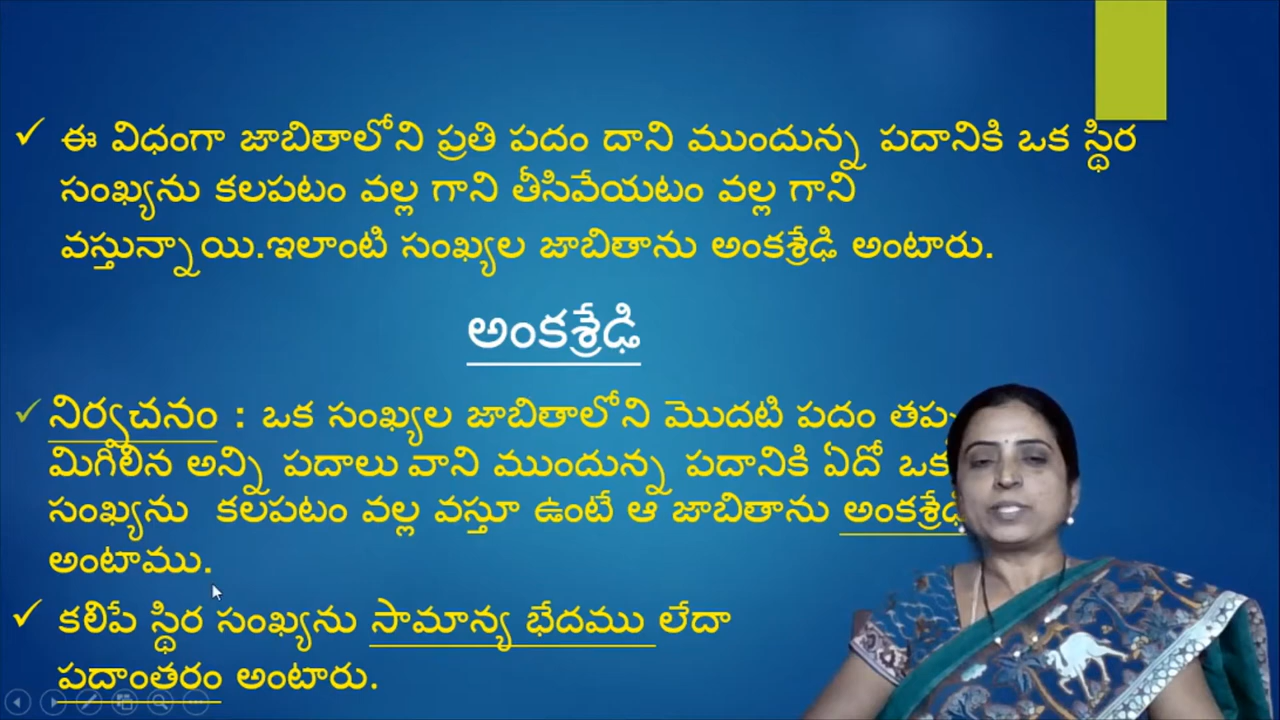 ఈ విధంగా జాబితాలోని ప్రతి పదం దాని ముందున్న పదానికి ఒక స్థిర
సంఖ్యను కలపటం వల్ల గాని తీసివేయటం వల్ల గాని
వస్తున్నాయి.ఇలాంటి సంఖ్యల జాబితాను అంకశ్రేఢి అంటారు.
అంకశ్రేఢి
నిర్వచనం : ఒక సంఖ్యల జాబితాలోని మొదటి పదం
మిగిలిన అన్ని పదాలు వాని ముందున్న పదానికి ఏదో ఒక
సంఖ్యను కలపటం వల్ల వస్తూ ఉంటే ఆ జాబితాను అంకశ్రేఢి
అంటాము.
కలిపే స్థిర సంఖ్యను సామాన్య భేదము లేదా
పదాంతరం అంటారు.